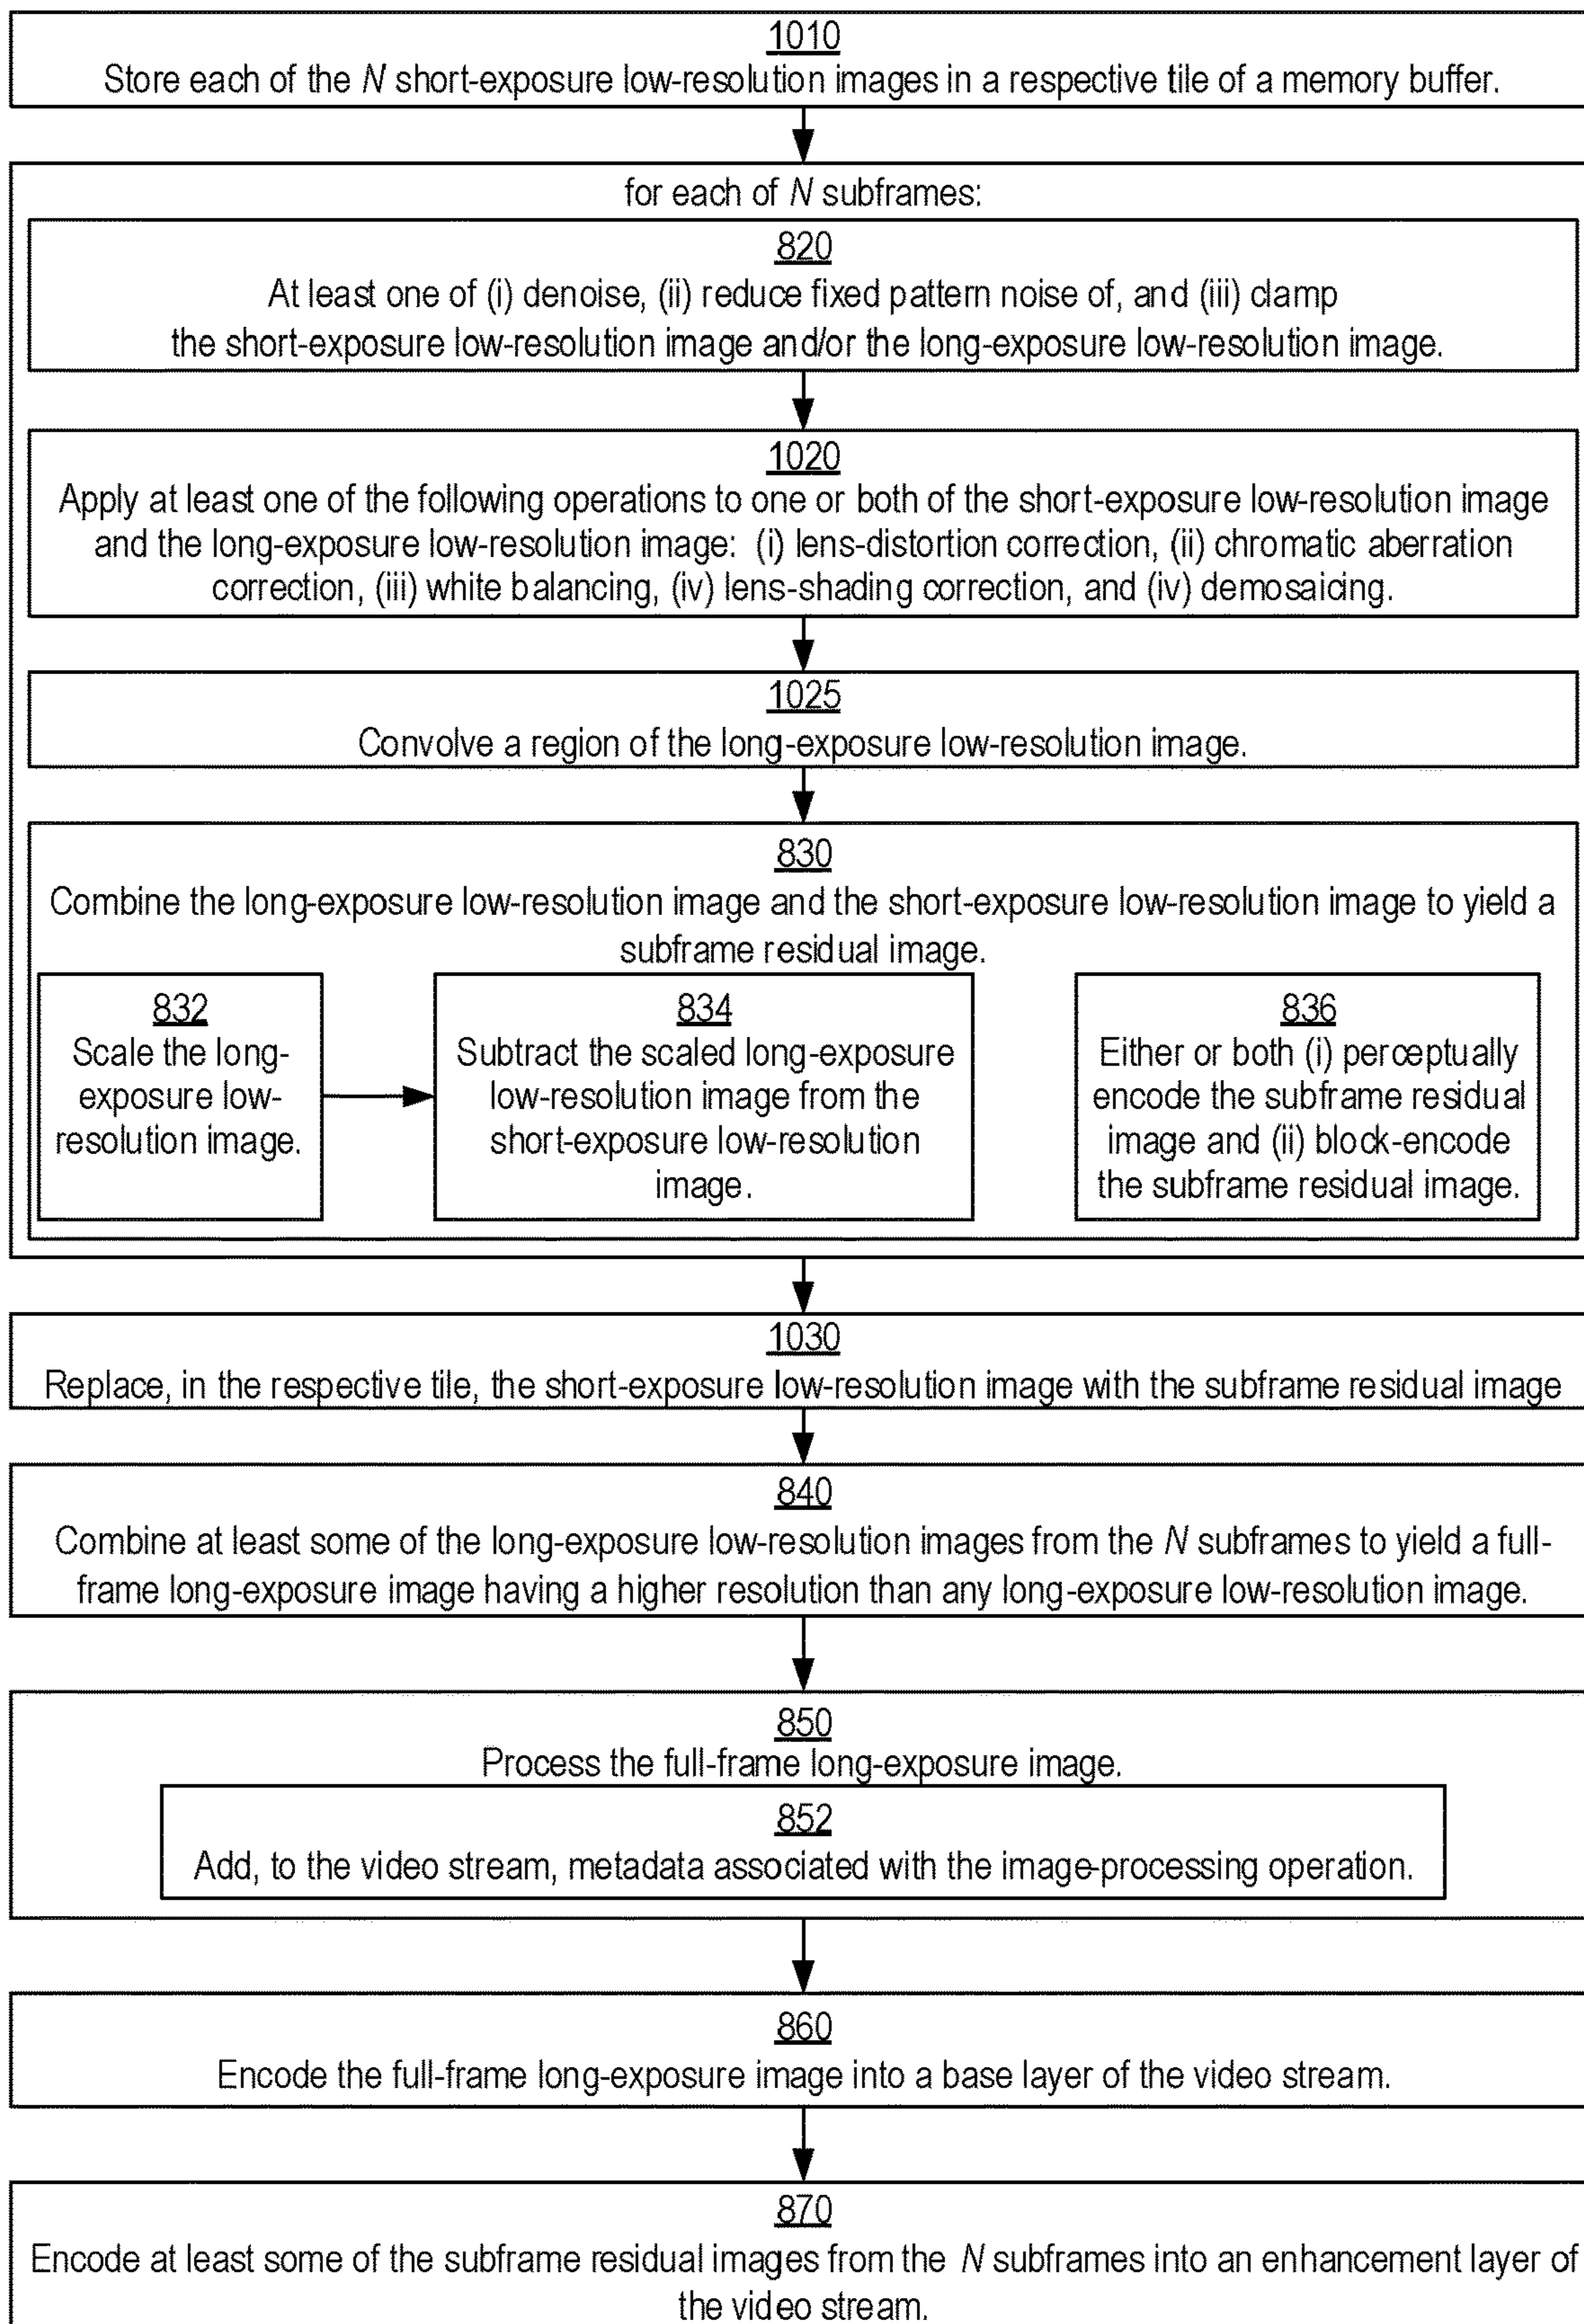 1010
Store each of the N short-exposure low-resolution images in a respective tile of a memory buffer.
for each of N subframes:
820
At least one of (i) denoise, (ii) reduce fixed pattern noise of, and (iii) clamp
the short-exposure low-resolution image and/or the long-exposure low-resolution image.
1020
Apply at least one of the following operations to one or both of the short-exposure low-resolution image
and the long-exposure low-resolution image: (i) lens-distortion correction, (ii) chromatic aberration
correction, (iii) white balancing, (iv) lens-shading correction, and (iv) demosaicing.
1025
Convolve a region of the long-exposure low-resolution image.
830
Combine the long-exposure low-resolution image and the short-exposure low-resolution image to yield a
subframe residual image.
832
Scale the long-
exposure low-
resolution image.
834
Subtract the scaled long-exposure
low-resolution image from the
short-exposure low-resolution
image.
836
Either or both (i) perceptually
encode the subframe residual
image and (ii) block-encode
the subframe residual image.
1030
Replace, in the respective tile, the short-exposure low-resolution image with the subframe residual image
840
Combine at least some of the long-exposure low-resolution images from the N subframes to yield a full-
frame long-exposure image having a higher resolution than any long-exposure low-resolution image.
850
Process the full-frame long-exposure image.
852
Add, to the video stream, metadata associated with the image-processing operation.
860
Encode the full-frame long-exposure image into a base layer of the video stream.
870
Encode at least some of the subframe residual images from the N subframes into an enhancement layer of
the video stream.